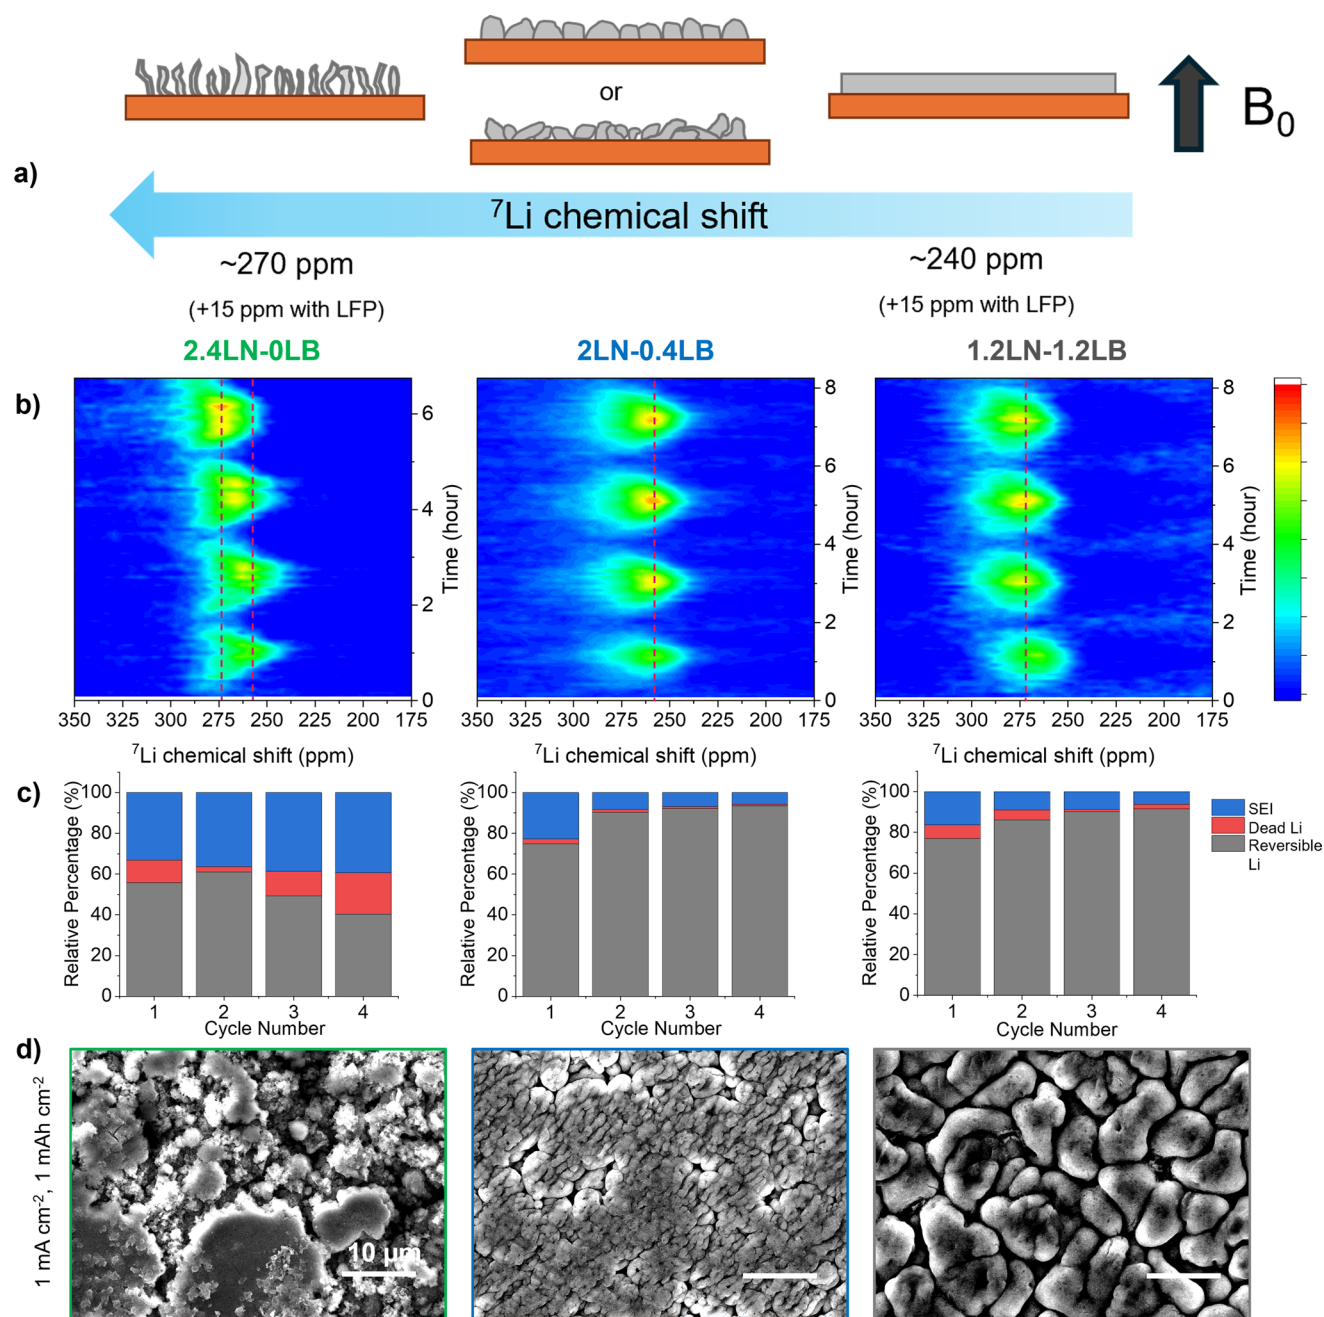 or
B₀
a)
⁷Li chemical shift
~270 ppm
~240 ppm
(+15 ppm with LFP)
(+15 ppm with LFP)
2.4LN-0LB
2LN-0.4LB
1.2LN-1.2LB
b)
6
4
2
0
Time (hour)
350 325 300 275 250 225 200 175
⁷Li chemical shift (ppm)
8
6
4
2
0
Time (hour)
350 325 300 275 250 225 200 175
⁷Li chemical shift (ppm)
8
6
4
2
0
Time (hour)
350 325 300 275 250 225 200 175
⁷Li chemical shift (ppm)
c)
Relative Percentage (%)
100
80
60
40
20
0
1 2 3 4
Cycle Number
Relative Percentage (%)
100
80
60
40
20
0
1 2 3 4
Cycle Number
Relative Percentage (%)
100
80
60
40
20
0
1 2 3 4
Cycle Number
SEI
Dead Li
Reversible
Li
d)
1 mA cm⁻², 1 mAh cm⁻²
10 μm